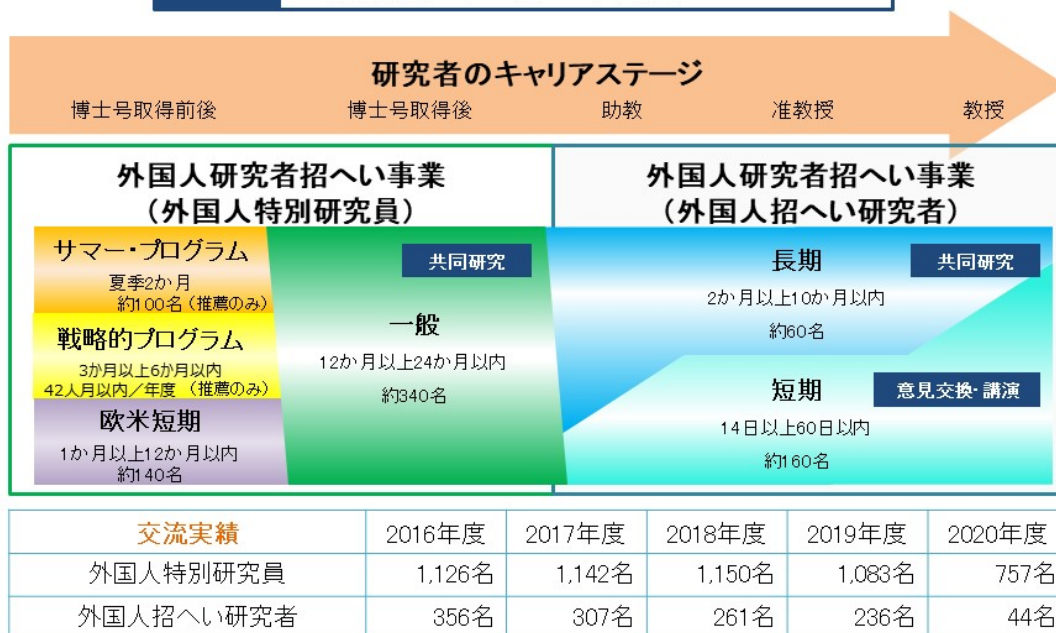 研究者のキャリアステージ
博士号取得前後 博士号取得後 助教 准教授 教授
外国人研究者招へい事業
（外国人特別研究員）
サマー・プログラム
夏季2か月
約100名（推薦のみ）
戦略的プログラム
3か月以上6か月以内
42人月以内／年度 （推薦のみ）
欧米短期
1か月以上12か月以内
約140名
共同研究
一般
12か月以上24か月以内
約340名
外国人研究者招へい事業
（外国人招へい研究者）
長期
共同研究
2か月以上10か月以内
約60名
短期
意見交換・講演
14日以上60日以内
約160名
交流実績 2016年度 2017年度 2018年度 2019年度 2020年度
外国人特別研究員 1,126名 1,142名 1,150名 1,083名 757名
外国人招へい研究者 356名 307名 261名 236名 44名